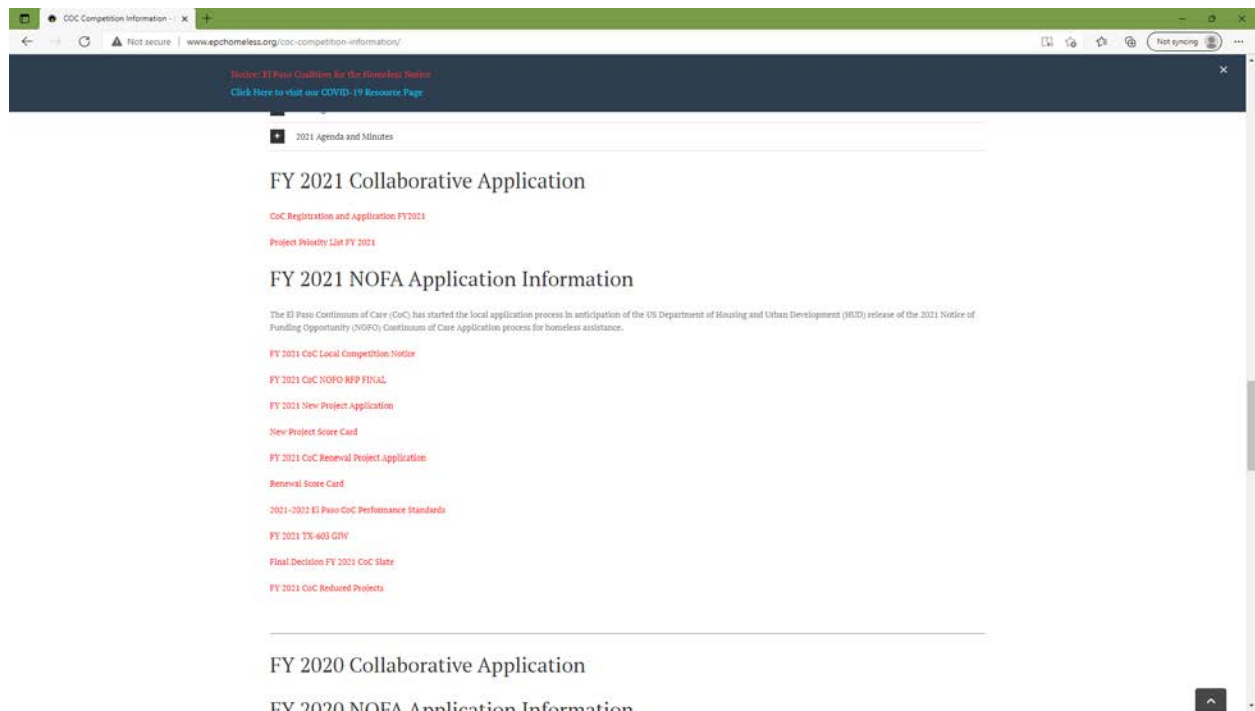 COC Competition Information -
Not secure | www.epchomeless.org/coc-competition-information/
Not syncing
Notice: El Paso Coalition for the Homeless Notice
Click Here to visit our COVID-19 Resource Page
2021 Agenda and Minutes
FY 2021 Collaborative Application
CoC Registration and Application FY2021
Project Priority List FY 2021
FY 2021 NOFA Application Information
The El Paso Continuum of Care (CoC) has started the local application process in anticipation of the US Department of Housing and Urban Development (HUD) release of the 2021 Notice of
Funding Opportunity (NOFO) Continuum of Care Application process for homeless assistance.
FY 2021 CoC Local Competition Notice
FY 2021 CoC NOFO RFP FINAL
FY 2021 New Project Application
New Project Score Card
FY 2021 CoC Renewal Project Application
Renewal Score Card
2021-2022 El Paso CoC Performance Standards
FY 2021 TX-603 GIW
Final Decision FY 2021 CoC Slate
FY 2021 CoC Reduced Projects
FY 2020 Collaborative Application
FY 2020 NOFA Application Information